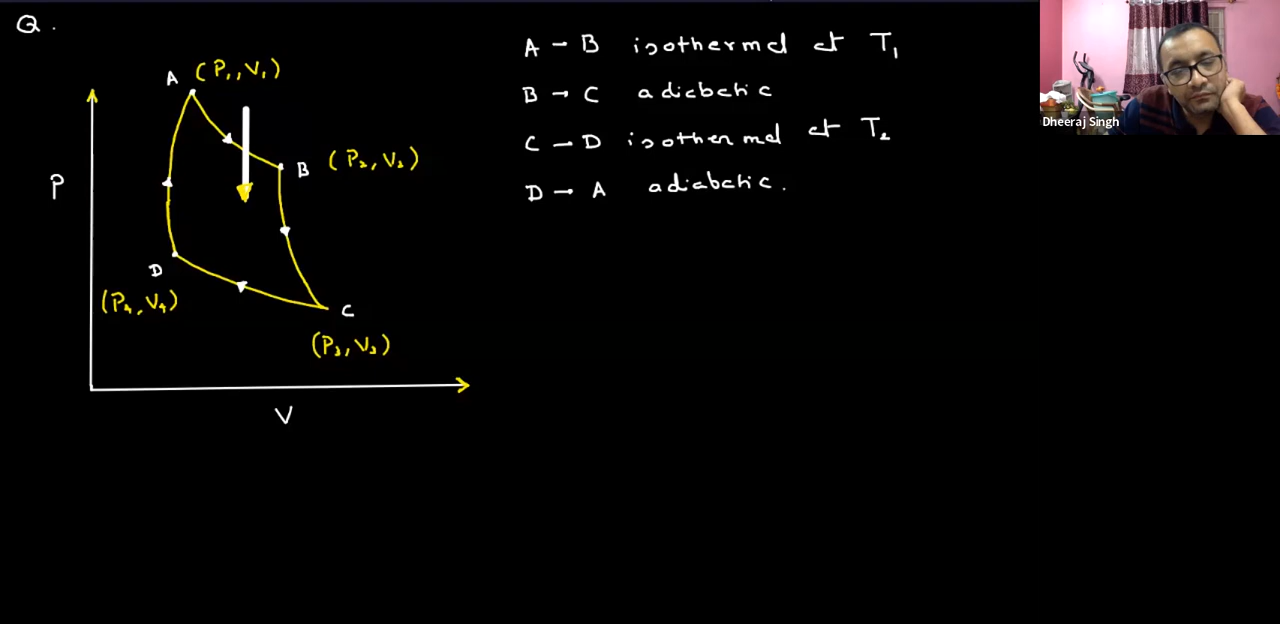 Q.
A (P₁, V₁)
B (P₂, V₂)
P
D
(P₄, V₄)
C
(P₃, V₃)
V
A → B isothermal at T₁
B → C adiabatic
C → D isothermal at T₂
D → A adiabatic.
Dheeraj Singh